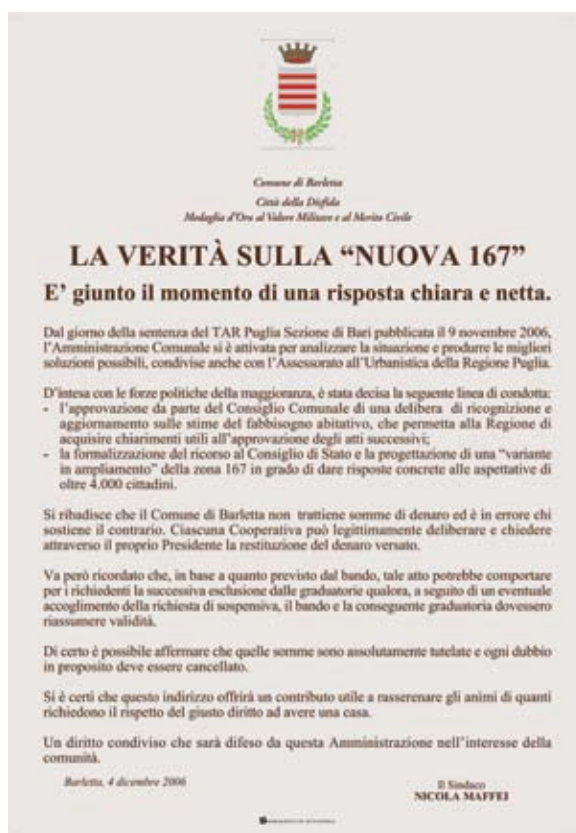 Comune di Barletta
Città della Disfida
Medaglia d'Oro al Valore Militare e al Merito Civile
LA VERITÀ SULLA “NUOVA 167”
E’ giunto il momento di una risposta chiara e netta.
Dal giorno della sentenza del TAR Puglia Sezione di Bari pubblicata il 9 novembre 2006,
l’Amministrazione Comunale si è attivata per analizzare la situazione e produrre le migliori
soluzioni possibili, condivise anche con l’Assessorato all’Urbanistica della Regione Puglia.
D’intesa con le forze politiche della maggioranza, è stata decisa la seguente linea di condotta:
- l’approvazione da parte del Consiglio Comunale di una delibera di ricognizione e
aggiornamento sulle stime del fabbisogno abitativo, che permetta alla Regione di
acquisire chiarimenti utili all’approvazione degli atti successivi;
- la formalizzazione del ricorso al Consiglio di Stato e la progettazione di una “variante
in ampliamento” della zona 167 in grado di dare risposte concrete alle aspettative di
oltre 4.000 cittadini.
Si ribadisce che il Comune di Barletta non trattiene somme di denaro ed è in errore chi
sostiene il contrario. Ciascuna Cooperativa può legittimamente deliberare e chiedere
attraverso il proprio Presidente la restituzione del denaro versato.
Va però ricordato che, in base a quanto previsto dal bando, tale atto potrebbe comportare
per i richiedenti la successiva esclusione dalle graduatorie qualora, a seguito di un eventuale
accoglimento della richiesta di sospensiva, il bando e la conseguente graduatoria dovessero
riassumere validità.
Di certo è possibile affermare che quelle somme sono assolutamente tutelate e ogni dubbio
in proposito deve essere cancellato.
Si è certi che questo indirizzo offrirà un contributo utile a rasserenare gli animi di quanti
richiedono il rispetto del giusto diritto ad avere una casa.
Un diritto condiviso che sarà difeso da questa Amministrazione nell’interesse della
comunità.
Barletta, 4 dicembre 2006
Il Sindaco
NICOLA MAFFEI